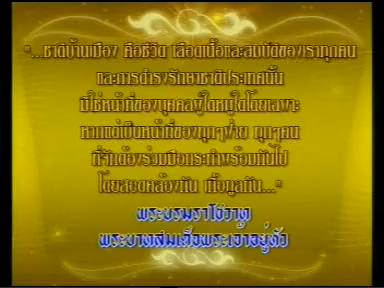 "...ชาติบ้านเมือง คือชีวิต เลือดเนื้อและสมบัติของเราทุกคน
และการดำรงรักษาชาติประเทศนั้น
มิใช่หน้าที่ของบุคคลผู้ใดหมู่ใดโดยเฉพาะ
หากแต่เป็นหน้าที่ของทุกๆฝ่าย ทุกๆคน
ที่จักต้องร่วมมือกระทำพร้อมกันไป
โดยสอดคล้องกัน เกื้อกูลกัน..."
พระบรมราโชวาท
พระบาทสมเด็จพระเจ้าอยู่หัว